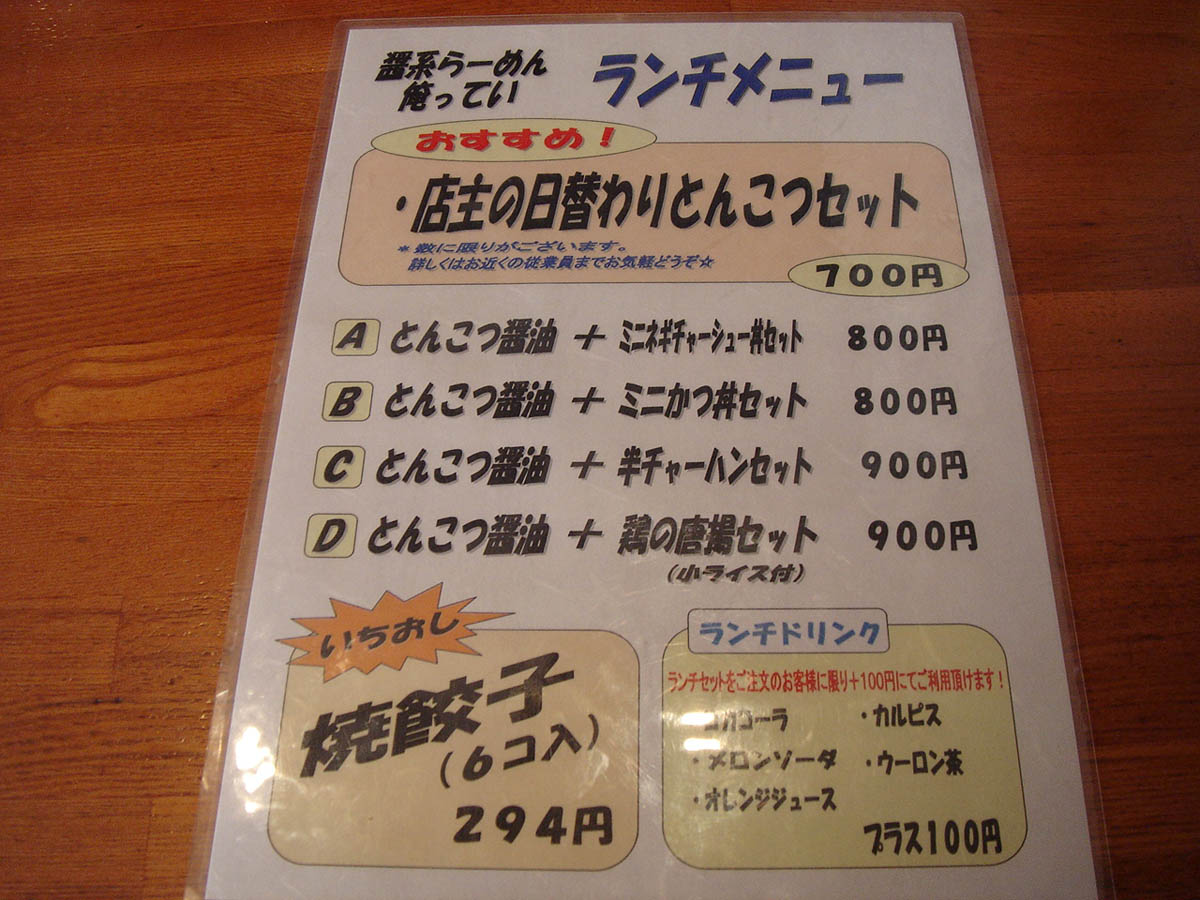 醤系らーめん
俺ってい
ランチメニュー
おすすめ！
・店主の日替わりとんこつセット
＊数に限りがございます。
詳しくはお近くの従業員までお気軽どうぞ☆
700円
A とんこつ醤油 ＋ ミニネギチャーシュー丼セット 800円
B とんこつ醤油 ＋ ミニかつ丼セット 800円
C とんこつ醤油 ＋ 半チャーハンセット 900円
D とんこつ醤油 ＋ 鶏の唐揚セット 900円
（小ライス付）
いちおし
焼餃子
（6コ入）
294円
ランチドリンク
ランチセットをご注文のお客様に限り＋100円にてご利用頂けます！
・コカコーラ ・カルピス
・メロンソーダ ・ウーロン茶
・オレンジジュース
プラス100円